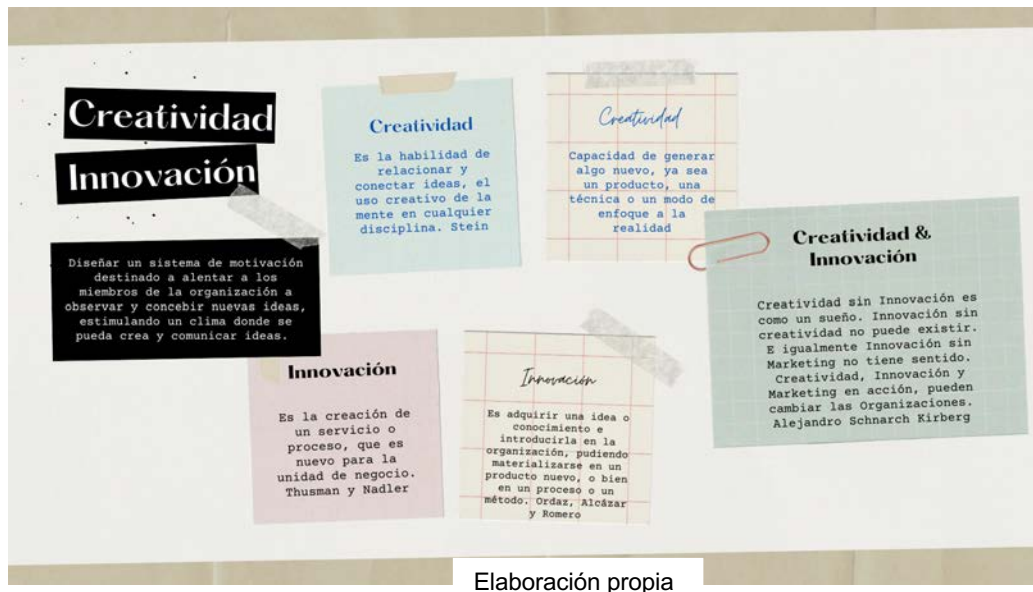 Creatividad
Innovación
Diseñar un sistema de motivación
destinado a alentar a los
miembros de la organización a
observar y concebir nuevas ideas,
estimulando un clima donde se
pueda crea y comunicar ideas.
Creatividad
Es la habilidad de
relacionar y
conectar ideas, el
uso creativo de la
mente en cualquier
disciplina. Stein
Creatividad
Capacidad de generar
algo nuevo, ya sea
un producto, una
técnica o un modo de
enfoque a la
realidad
Creatividad &
Innovación
Creatividad sin Innovación es
como un sueño. Innovación sin
creatividad no puede existir.
E igualmente Innovación sin
Marketing no tiene sentido.
Creatividad, Innovación y
Marketing en acción, pueden
cambiar las Organizaciones.
Alejandro Schnarch Kirberg
Innovación
Es la creación de
un servicio o
proceso, que es
nuevo para la
unidad de negocio.
Thusman y Nadler
Innovación
Es adquirir una idea o
conocimiento e
introducirla en la
organización, pudiendo
materializarse en un
producto nuevo, o bien
en un proceso o un
método. Ordaz, Alcázar
y Romero
Elaboración propia